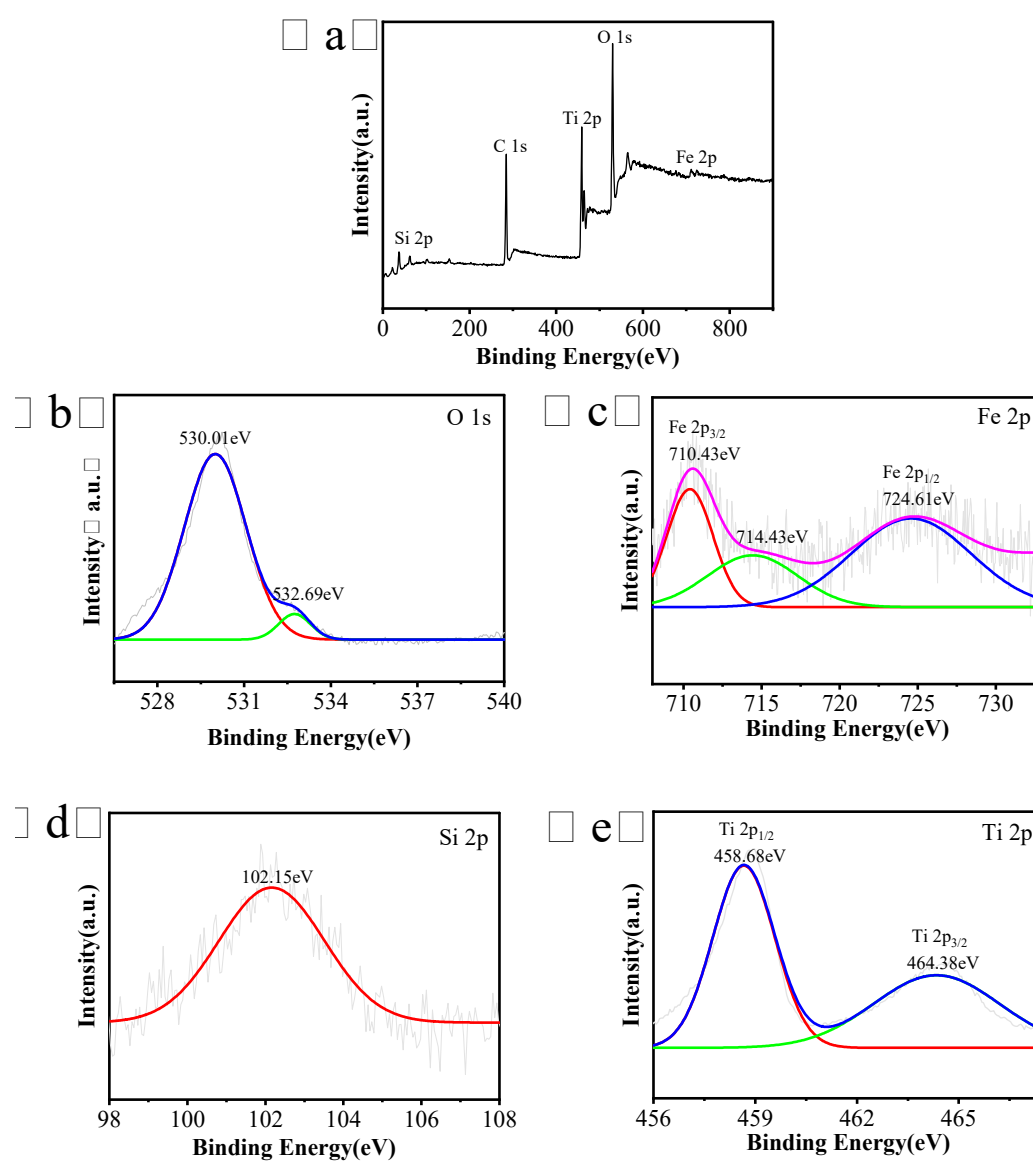 □ a □
O 1s
Ti 2p
C 1s
Fe 2p
Si 2p
Intensity(a.u.)
0 200 400 600 800
Binding Energy(eV)
□ b □
O 1s
530.01eV
532.69eV
Intensity□ a.u.□
528 531 534 537 540
Binding Energy(eV)
□ c □
Fe 2p
Fe 2p3/2
710.43eV
714.43eV
Fe 2p1/2
724.61eV
Intensity(a.u.)
710 715 720 725 730
Binding Energy(eV)
□ d □
Si 2p
102.15eV
Intensity(a.u.)
98 100 102 104 106 108
Binding Energy(eV)
□ e □
Ti 2p
Ti 2p1/2
458.68eV
Ti 2p3/2
464.38eV
Intensity(a.u.)
456 459 462 465
Binding Energy(eV)